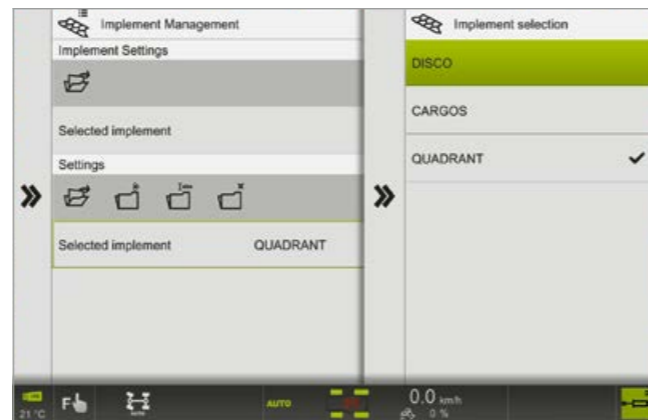 Implement Management
Implement Settings
Selected implement
Settings
Selected implement QUADRANT
Implement selection
DISCO
CARGOS
QUADRANT
21 °C
F
AUTO
0.0 km/h
0 %